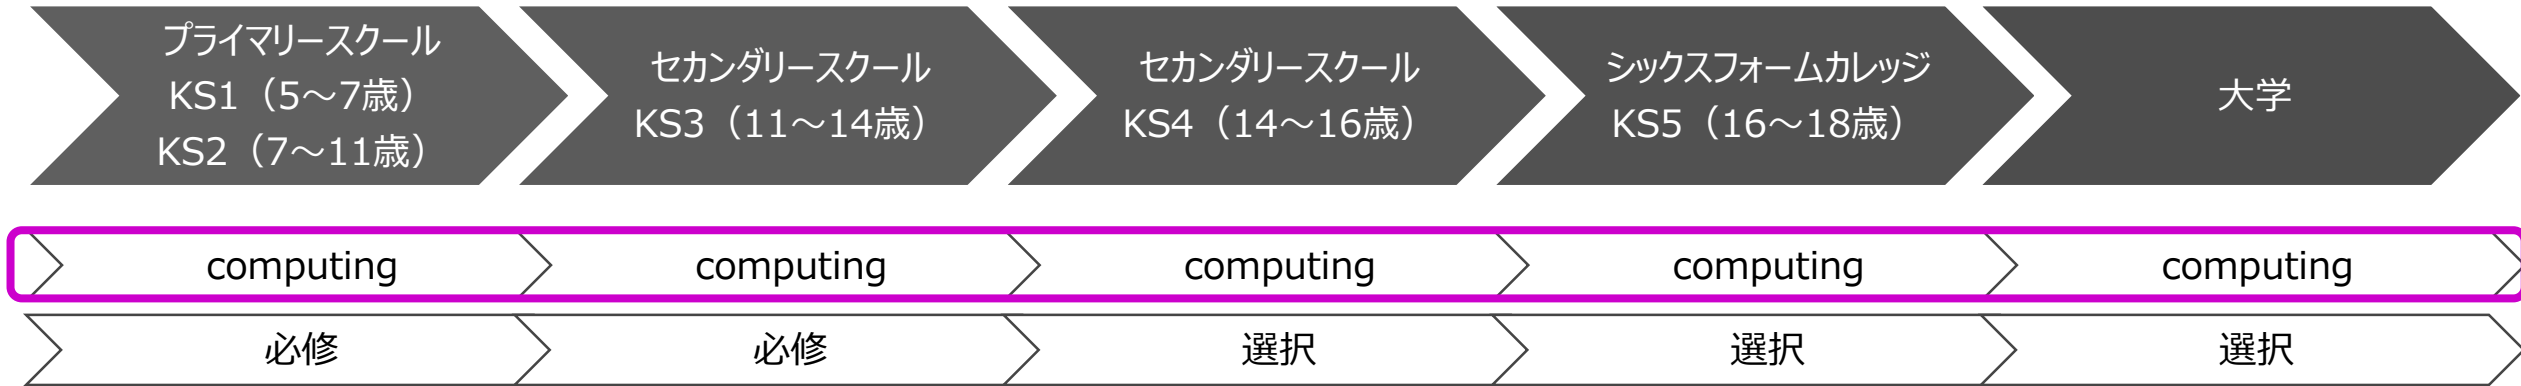 プライマリースクール
KS1（5～7歳）
KS2（7～11歳）
セカンダリースクール
KS3（11～14歳）
セカンダリースクール
KS4（14～16歳）
シックスフォームカレッジ
KS5（16～18歳）
大学
computing
computing
computing
computing
computing
必修
必修
選択
選択
選択